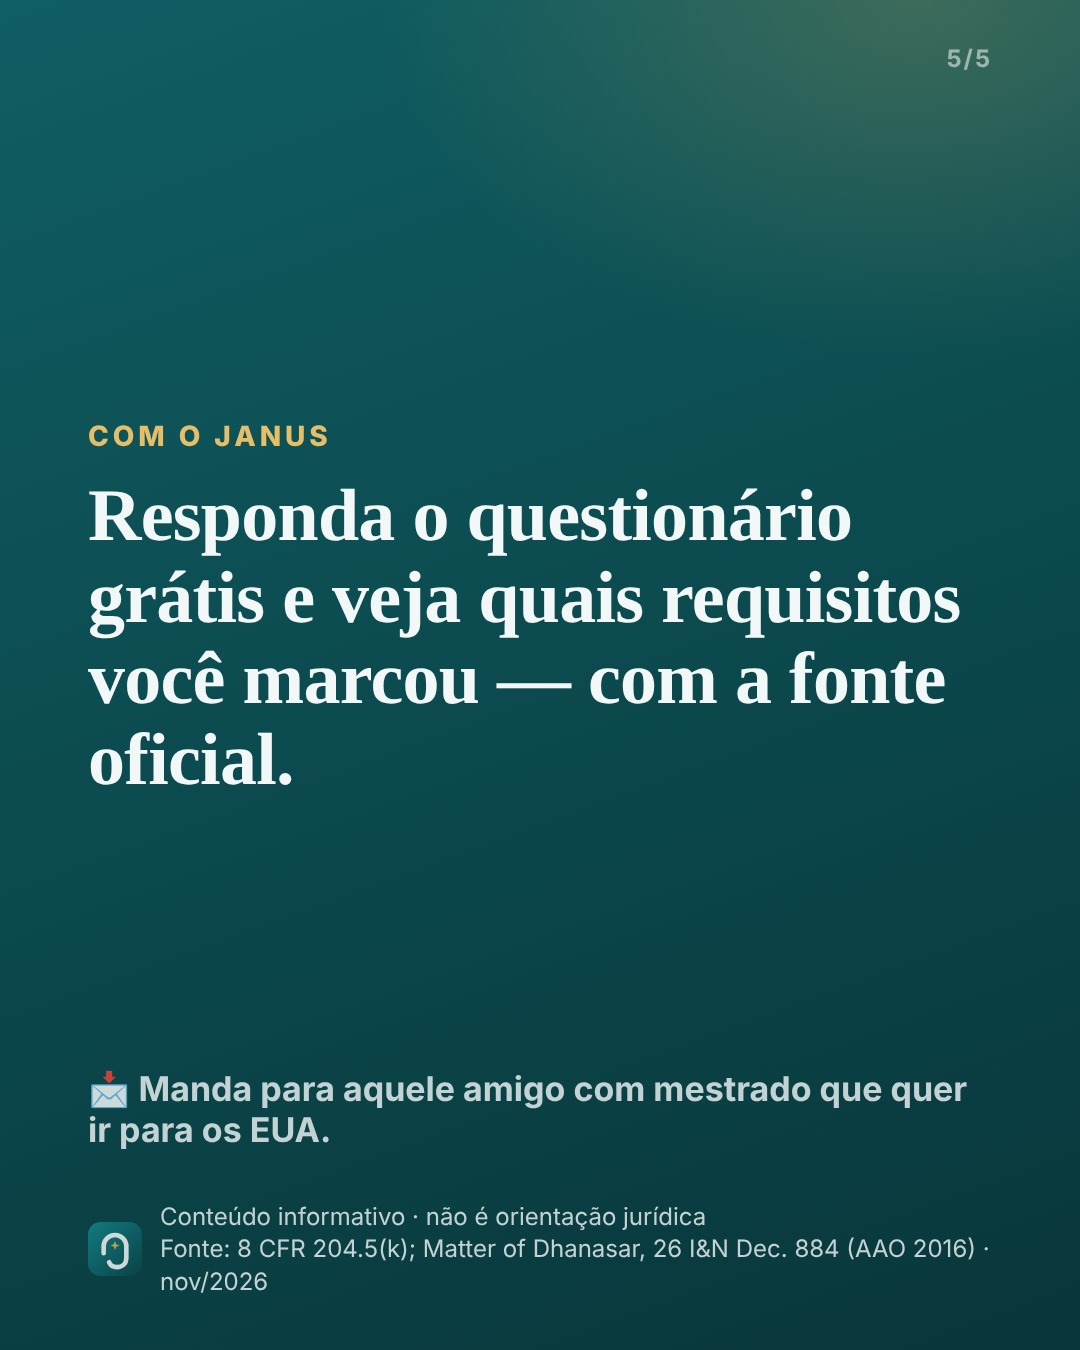 5/5
COM O JANUS
Responda o questionário
grátis e veja quais requisitos
você marcou — com a fonte
oficial.
📩 Manda para aquele amigo com mestrado que quer
ir para os EUA.
Conteúdo informativo · não é orientação jurídica
Fonte: 8 CFR 204.5(k); Matter of Dhanasar, 26 I&N Dec. 884 (AAO 2016) ·
nov/2026